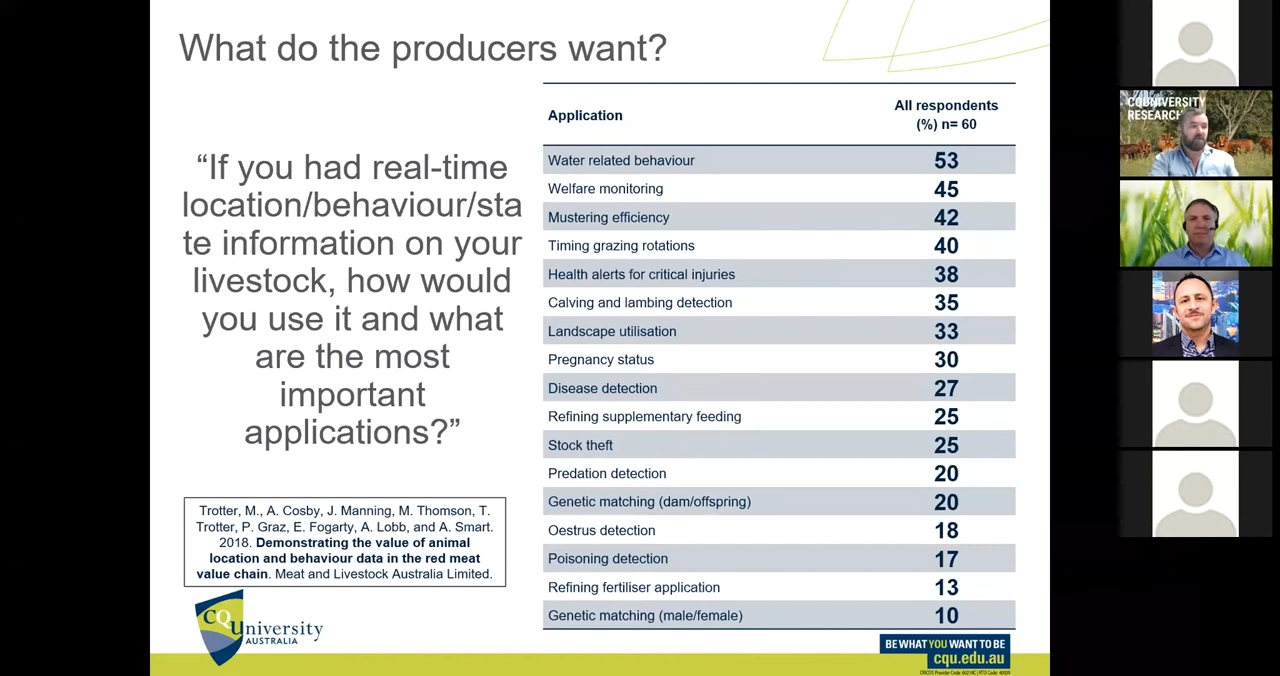 What do the producers want?
“If you had real-time
location/behaviour/sta
te information on your
livestock, how would
you use it and what
are the most
important
applications?”
Trotter, M., A. Cosby, J. Manning, M. Thomson, T.
Trotter, P. Graz, E. Fogarty, A. Lobb, and A. Smart.
2018. Demonstrating the value of animal
location and behaviour data in the red meat
value chain. Meat and Livestock Australia Limited.
Application All respondents
(%) n= 60
Water related behaviour 53
Welfare monitoring 45
Mustering efficiency 42
Timing grazing rotations 40
Health alerts for critical injuries 38
Calving and lambing detection 35
Landscape utilisation 33
Pregnancy status 30
Disease detection 27
Refining supplementary feeding 25
Stock theft 25
Predation detection 20
Genetic matching (dam/offspring) 20
Oestrus detection 18
Poisoning detection 17
Refining fertiliser application 13
Genetic matching (male/female) 10
CQUniversity
AUSTRALIA
BE WHAT YOU WANT TO BE
cqu.edu.au
CQUNIVERSITY
RESEARCH